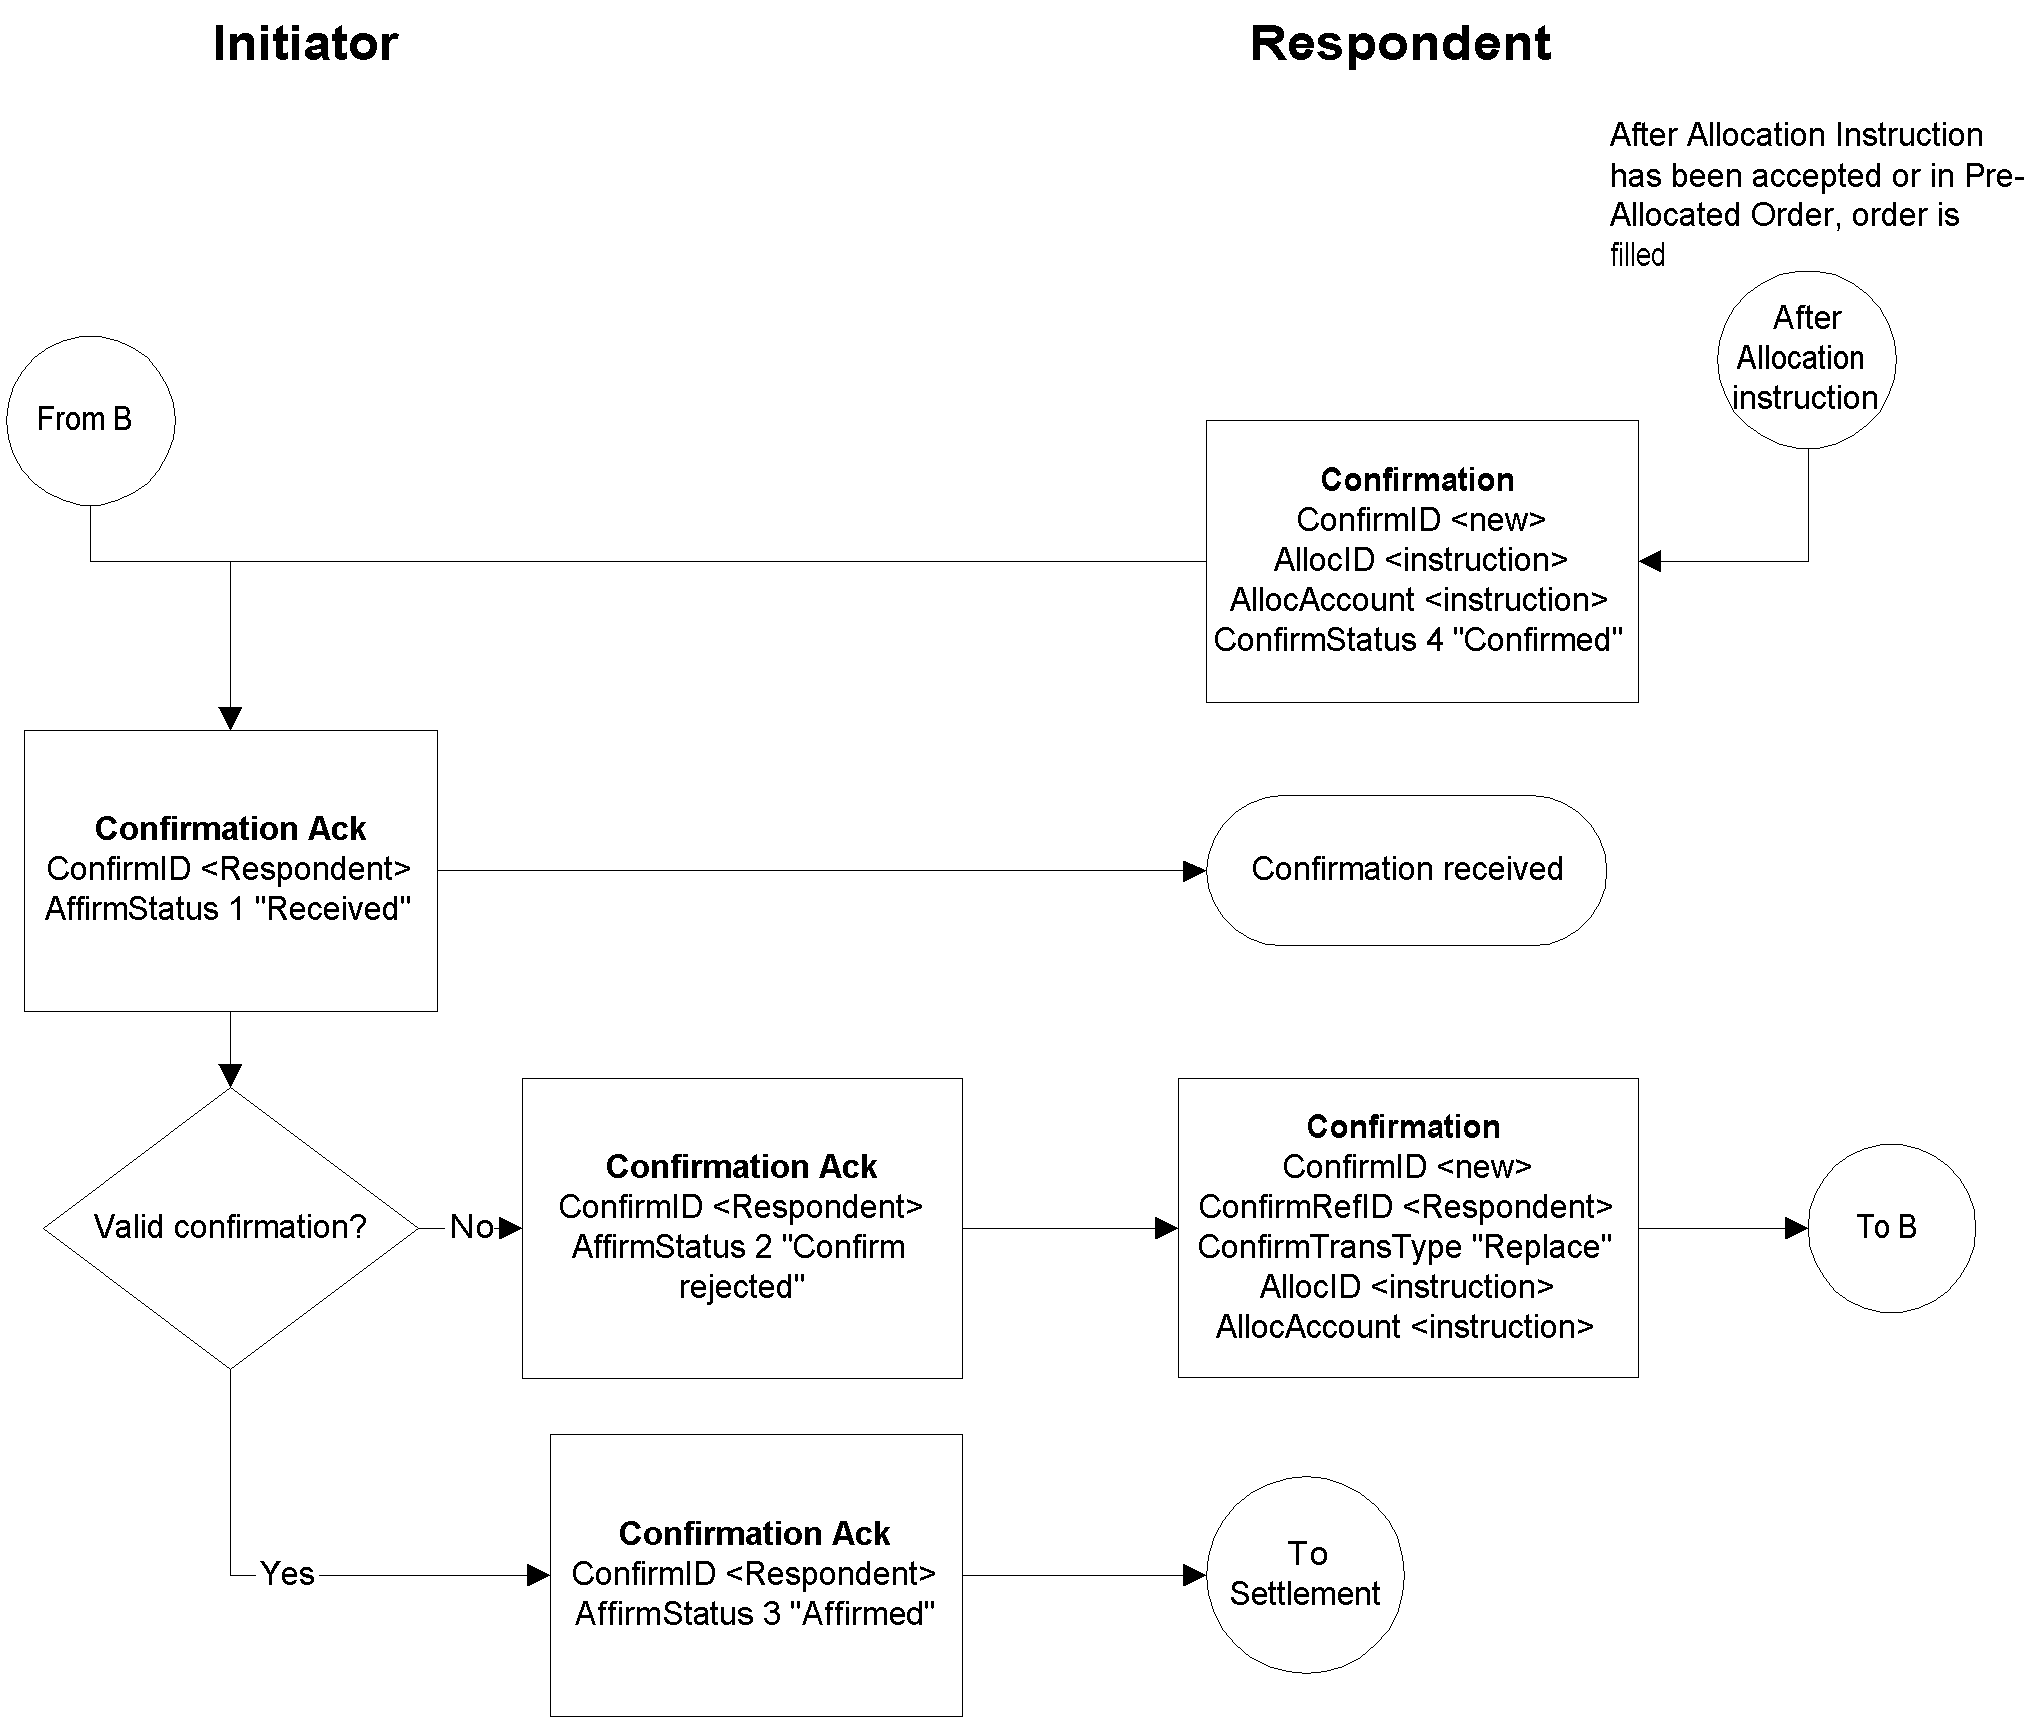 Initiator
Respondent
After Allocation Instruction
has been accepted or in Pre-
Allocated Order, order is
filled
After
Allocation
instruction
From B
Confirmation
ConfirmID <new>
AllocID <instruction>
AllocAccount <instruction>
ConfirmStatus 4 "Confirmed"
Confirmation Ack
ConfirmID <Respondent>
AffirmStatus 1 "Received"
Confirmation received
Valid confirmation?
No
Confirmation Ack
ConfirmID <Respondent>
AffirmStatus 2 "Confirm
rejected"
Confirmation
ConfirmID <new>
ConfirmRefID <Respondent>
ConfirmTransType "Replace"
AllocID <instruction>
AllocAccount <instruction>
To B
Yes
Confirmation Ack
ConfirmID <Respondent>
AffirmStatus 3 "Affirmed"
To
Settlement